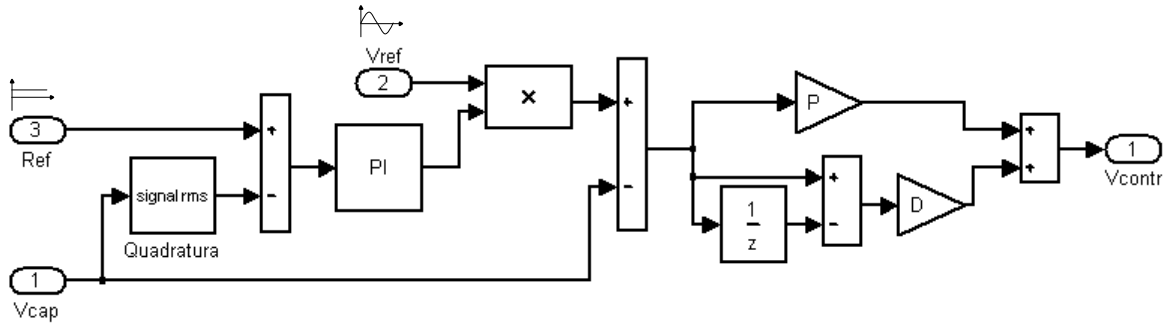 Vref
2
×
3
Ref
+
-
signal rms
Quadratura
PI
1
Vcap
+
-
P
1
z
+
-
D
+
+
1
Vcontr